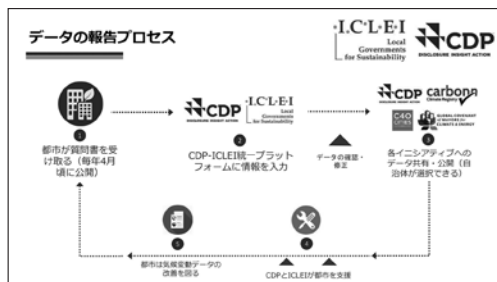 データの報告プロセス
I.C.L.E.I
Local
Governments
for Sustainability
CDP
DISCLOSURE INSIGHT ACTION
1
都市が質問書を受
け取る（毎年4月
頃に公開）
CDP
DISCLOSURE INSIGHT ACTION
I.C.L.E.I
Local
Governments
for Sustainability
2
CDP-ICLEI統一プラット
フォームに情報を入力
データの確認・
修正
CDP
DISCLOSURE INSIGHT ACTION
carbonn
Climate Registry
C40
CITIES
GLOBAL COVENANT
of MAYORS for
CLIMATE & ENERGY
3
各イニシアティブへの
データ共有・公開（自
治体が選択できる）
4
CDPとICLEIが都市を支援
5
都市は気候変動データの
改善を図る